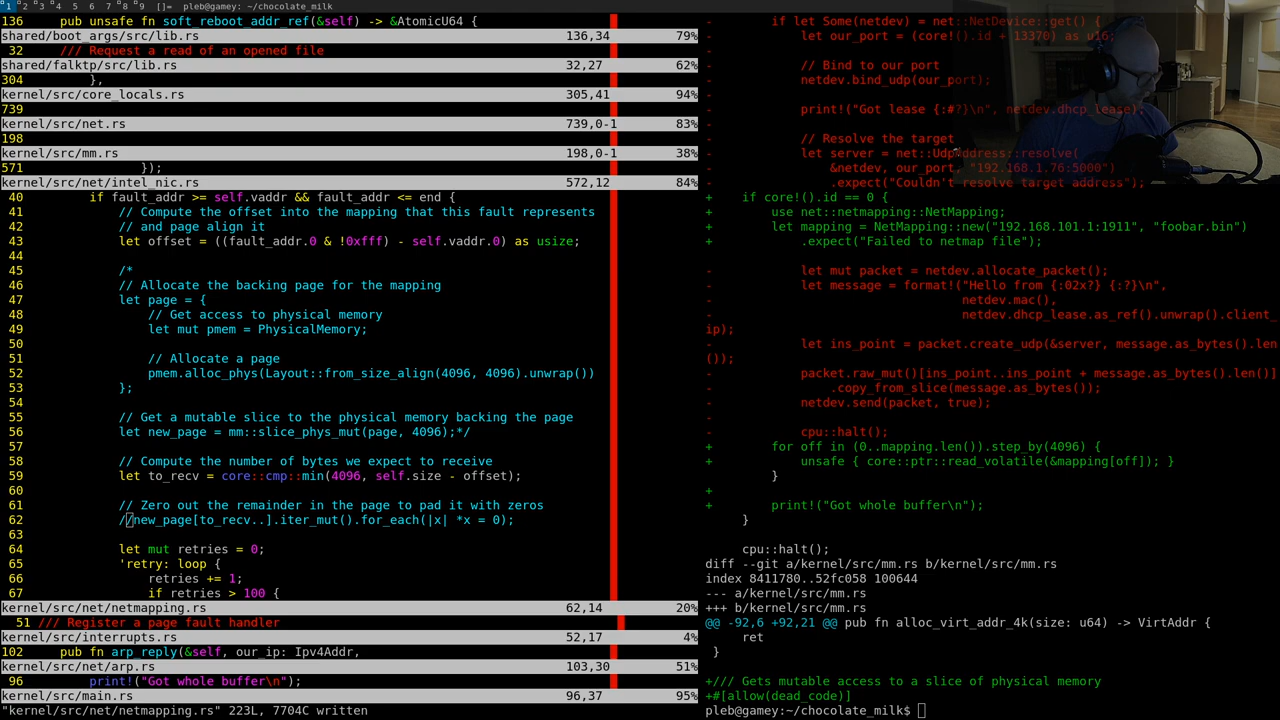 1 2 3 4 5 6 7 8 9 []= pleb@gamey: ~/chocolate_milk
136 pub unsafe fn soft_reboot_addr_ref(&self) -> &AtomicU64 {
shared/boot_args/src/lib.rs 136,34 79%
32 /// Request a read of an opened file
shared/falktp/src/lib.rs 32,27 62%
304 },
kernel/src/core_locals.rs 305,41 94%
739
kernel/src/net.rs 739,0-1 83%
198
kernel/src/mm.rs 198,0-1 38%
571 });
kernel/src/net/intel_nic.rs 572,12 84%
40 if fault_addr >= self.vaddr && fault_addr <= end {
41 // Compute the offset into the mapping that this fault represents
42 // and page align it
43 let offset = ((fault_addr.0 & !0xfff) - self.vaddr.0) as usize;
44
45 /*
46 // Allocate the backing page for the mapping
47 let page = {
48 // Get access to physical memory
49 let mut pmem = PhysicalMemory;
50
51 // Allocate a page
52 pmem.alloc_phys(Layout::from_size_align(4096, 4096).unwrap())
53 };
54
55 // Get a mutable slice to the physical memory backing the page
56 let new_page = mm::slice_phys_mut(page, 4096);*/
57
58 // Compute the number of bytes we expect to receive
59 let to_recv = core::cmp::min(4096, self.size - offset);
60
61 // Zero out the remainder in the page to pad it with zeros
62 //new_page[to_recv..].iter_mut().for_each(|x| *x = 0);
63
64 let mut retries = 0;
65 'retry: loop {
66 retries += 1;
67 if retries > 100 {
kernel/src/net/netmapping.rs 62,14 20%
51 /// Register a page fault handler
kernel/src/interrupts.rs 52,17 4%
102 pub fn arp_reply(&self, our_ip: Ipv4Addr,
kernel/src/net/arp.rs 103,30 51%
96 print!("Got whole buffer\n");
kernel/src/main.rs 96,37 95%
"kernel/src/net/netmapping.rs" 223L, 7704C written
- if let Some(netdev) = net::NetDevice::get() {
- let our_port = (core!().id + 13370) as u16;
-
- // Bind to our port
- netdev.bind_udp(our_port);
-
- print!("Got lease {:#?}\n", netdev.dhcp_lease);
-
- // Resolve the target
- let server = net::UdpAddress::resolve(
- &netdev, our_port, "192.168.1.76:5000")
- .expect("Couldn't resolve target address");
+ if core!().id == 0 {
+ use net::netmapping::NetMapping;
+ let mapping = NetMapping::new("192.168.101.1:1911", "foobar.bin")
+ .expect("Failed to netmap file");

- let mut packet = netdev.allocate_packet();
- let message = format!("Hello from {:02x?} {:?}\n",
- netdev.mac(),
- netdev.dhcp_lease.as_ref().unwrap().client_
ip);
-
- let ins_point = packet.create_udp(&server, message.as_bytes().len
());
-
- packet.raw_mut()[ins_point..ins_point + message.as_bytes().len()]
- .copy_from_slice(message.as_bytes());
- netdev.send(packet, true);
-
- cpu::halt();
+ for off in (0..mapping.len()).step_by(4096) {
+ unsafe { core::ptr::read_volatile(&mapping[off]); }
}
+
+ print!("Got whole buffer\n");
}

cpu::halt();
diff --git a/kernel/src/mm.rs b/kernel/src/mm.rs
index 8411780..52fc058 100644
--- a/kernel/src/mm.rs
+++ b/kernel/src/mm.rs
@@ -92,6 +92,21 @@ pub fn alloc_virt_addr_4k(size: u64) -> VirtAddr {
ret
}

+/// Gets mutable access to a slice of physical memory
+#[allow(dead_code)]
pleb@gamey:~/chocolate_milk$